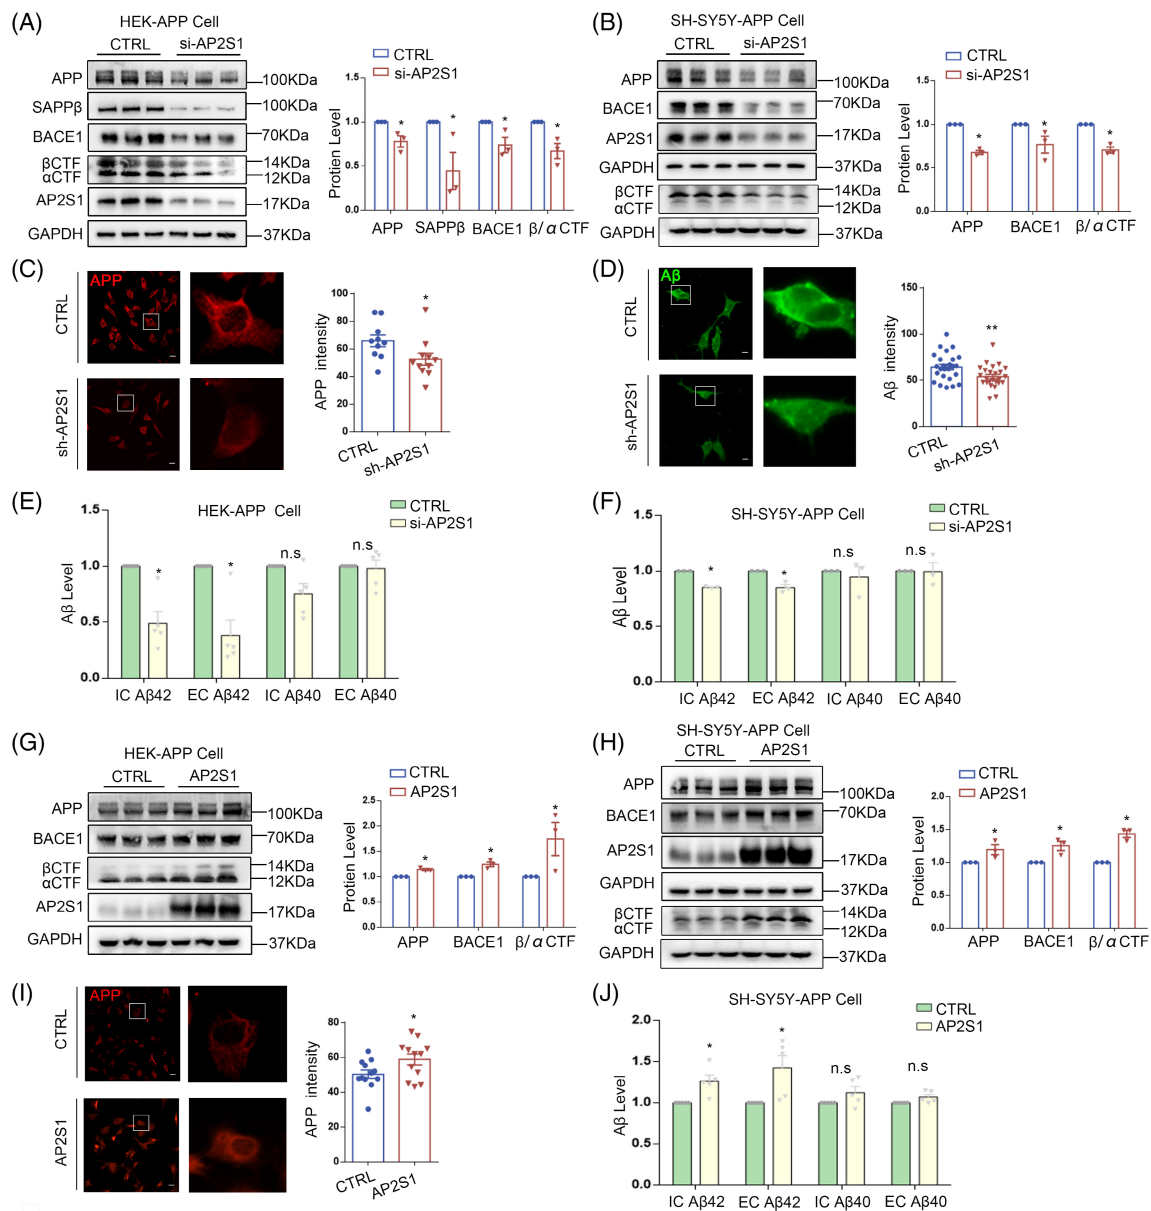 (A)
HEK-APP Cell
CTRL si-AP2S1
APP 100KDa
SAPPβ 100KDa
BACE1 70KDa
βCTF 14KDa
αCTF 12KDa
AP2S1 17KDa
GAPDH 37KDa
CTRL
si-AP2S1
Protien Level
1.5
1.0
0.5
0.0
* * * *
APP SAPPβ BACE1 β/αCTF
(B)
SH-SY5Y-APP Cell
CTRL si-AP2S1
APP 100KDa
BACE1 70KDa
AP2S1 17KDa
GAPDH 37KDa
βCTF 14KDa
αCTF 12KDa
GAPDH 37KDa
CTRL
si-AP2S1
Protien Level
1.5
1.0
0.5
0.0
* * *
APP BACE1 β/αCTF
(C)
APP
CTRL
sh-AP2S1
APP intensity
100
80
60
40
20
0
*
CTRL
sh-AP2S1
(D)
Aβ
CTRL
sh-AP2S1
Aβ intensity
150
100
50
0
**
CTRL
sh-AP2S1
(E)
HEK-APP Cell
CTRL
si-AP2S1
Aβ Level
1.5
1.0
0.5
0.0
* * n.s n.s
IC Aβ42 EC Aβ42 IC Aβ40 EC Aβ40
(F)
SH-SY5Y-APP Cell
CTRL
si-AP2S1
Aβ Level
1.5
1.0
0.5
0.0
* * n.s n.s
IC Aβ42 EC Aβ42 IC Aβ40 EC Aβ40
(G)
HEK-APP Cell
CTRL AP2S1
APP 100KDa
BACE1 70KDa
βCTF 14KDa
αCTF 12KDa
AP2S1 17KDa
GAPDH 37KDa
CTRL
AP2S1
Protien Level
2.5
2.0
1.5
1.0
0.5
0.0
* * *
APP BACE1 β/αCTF
(H)
SH-SY5Y-APP Cell
CTRL AP2S1
APP 100KDa
BACE1 70KDa
AP2S1 17KDa
GAPDH 37KDa
βCTF 14KDa
αCTF 12KDa
GAPDH 37KDa
CTRL
AP2S1
Protein Level
2.0
1.5
1.0
0.5
0.0
* * *
APP BACE1 β/αCTF
(I)
APP
CTRL
AP2S1
APP intensity
80
60
40
20
0
*
CTRL
AP2S1
(J)
SH-SY5Y-APP Cell
CTRL
AP2S1
Aβ Level
2.0
1.5
1.0
0.5
0.0
* * n.s n.s
IC Aβ42 EC Aβ42 IC Aβ40 EC Aβ40